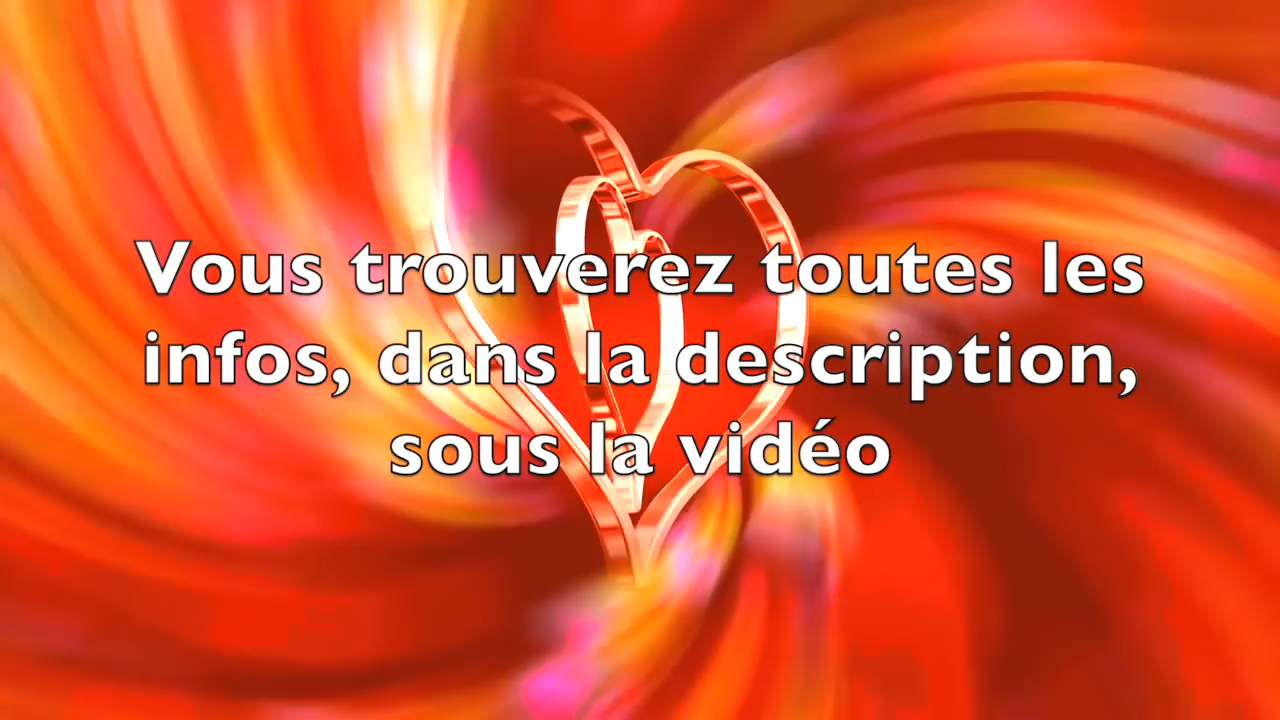 Vous trouverez toutes les
infos, dans la description,
sous la vidéo